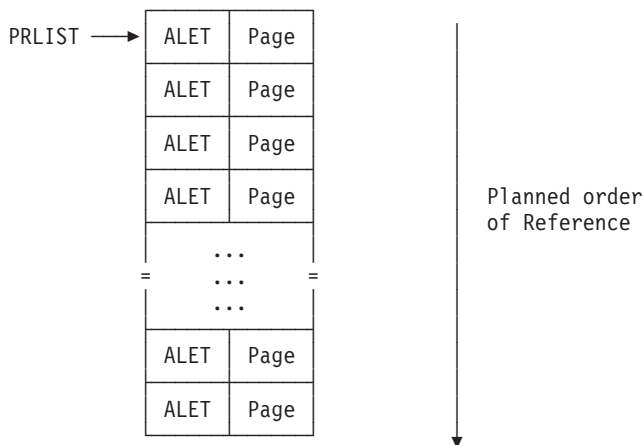 PRLIST ALET Page
ALET Page
ALET Page
ALET Page
Planned order
of Reference
...
= ... =
...
ALET Page
ALET Page